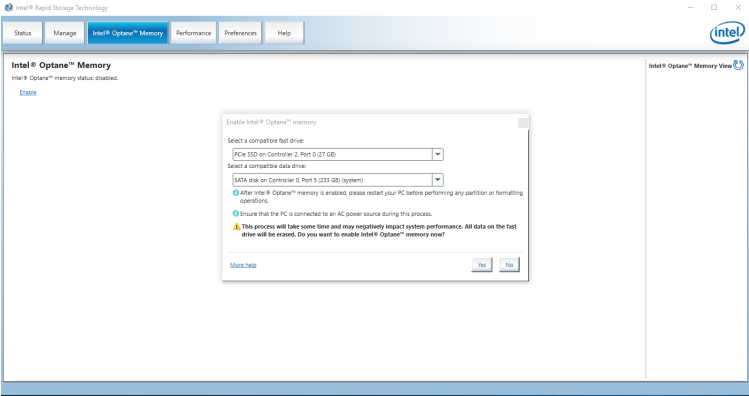 Intel® Rapid Storage Technology
Status
Manage
Intel® Optane™ Memory
Performance
Preferences
Help
intel
Intel® Optane™ Memory
Intel® Optane™ memory status: disabled.
Enable
Intel® Optane™ Memory View
Enable Intel® Optane™ memory
Select a compatible fast drive:
PCIe SSD on Controller 2, Port 0 (27 GB)
Select a compatible data drive:
SATA disk on Controller 0, Port 5 (233 GB) (system)
After Intel® Optane™ memory is enabled, please restart your PC before performing any partition or formatting
operations.
Ensure that the PC is connected to an AC power source during this process.
This process will take some time and may negatively impact system performance. All data on the fast
drive will be erased. Do you want to enable Intel® Optane™ memory now?
More help
Yes
No